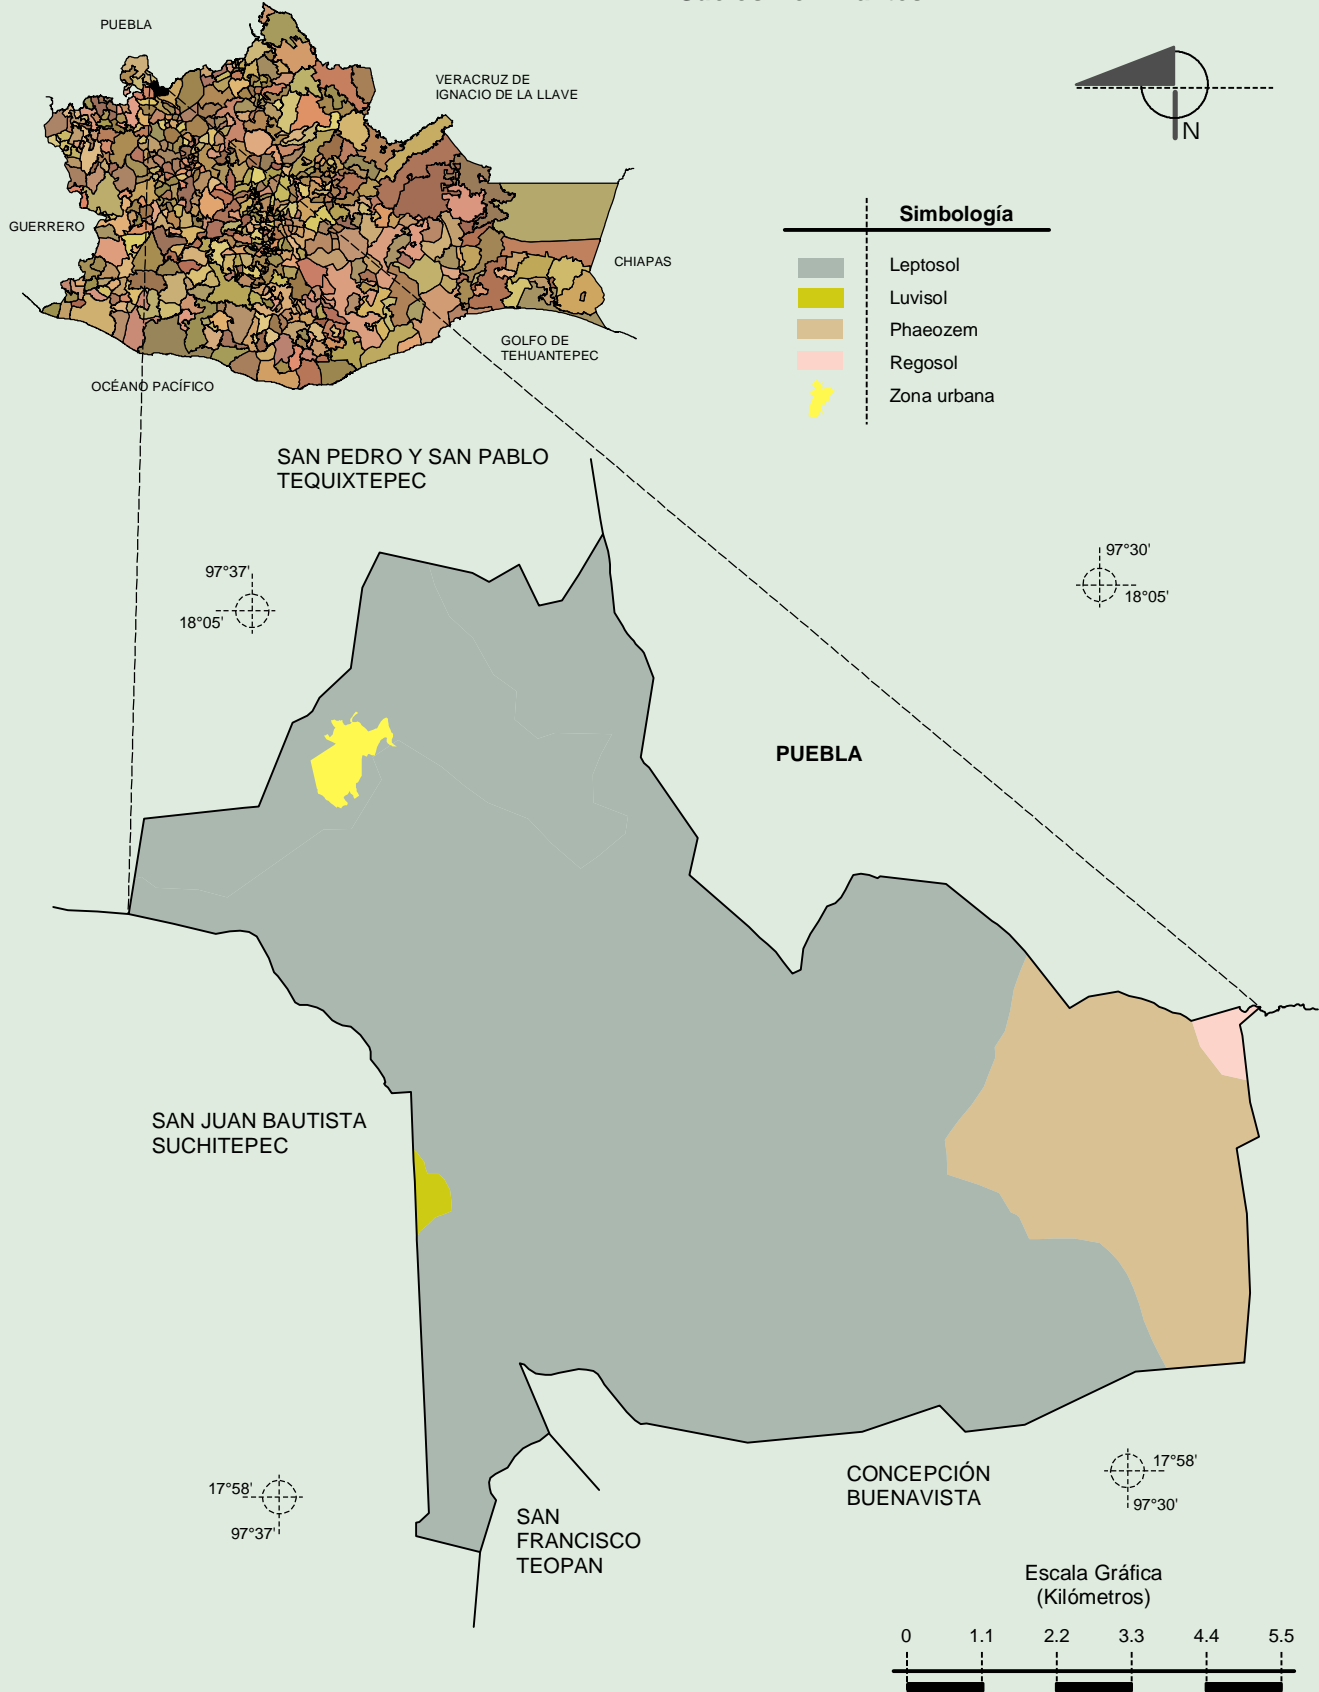 PUEBLA
VERACRUZ DE
IGNACIO DE LA LLAVE
N
GUERRERO
CHIAPAS
GOLFO DE
TEHUANTEPEC
OCÉANO PACÍFICO
Simbología
Leptosol
Luvisol
Phaeozem
Regosol
Zona urbana
SAN PEDRO Y SAN PABLO
TEQUIXTEPEC
97°37'
18°05'
97°30'
18°05'
PUEBLA
SAN JUAN BAUTISTA
SUCHITEPEC
17°58'
97°37'
SAN
FRANCISCO
TEOPAN
CONCEPCIÓN
BUENAVISTA
17°58'
97°30'
Escala Gráfica
(Kilómetros)
0 1.1 2.2 3.3 4.4 5.5